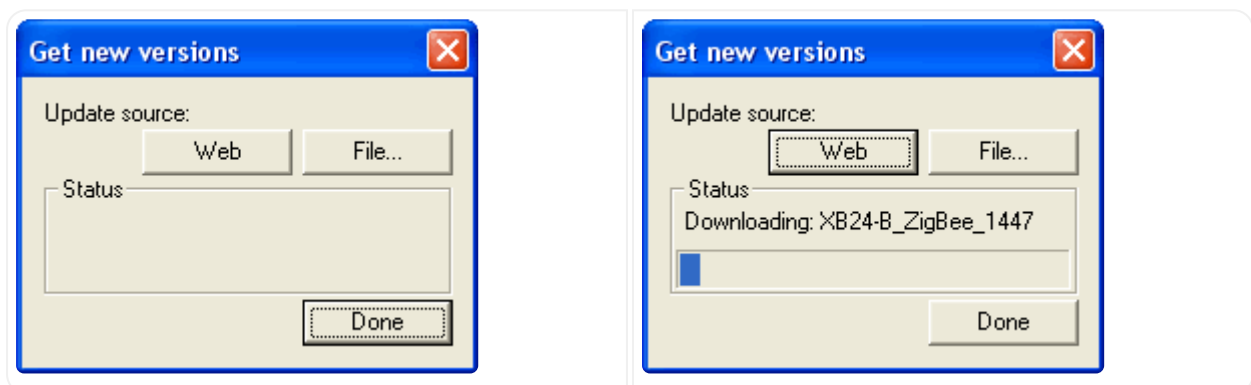 Get new versions
Update source:
Web File...
Status
Done
Get new versions
Update source:
Web File...
Status
Downloading: XB24-B_ZigBee_1447
Done